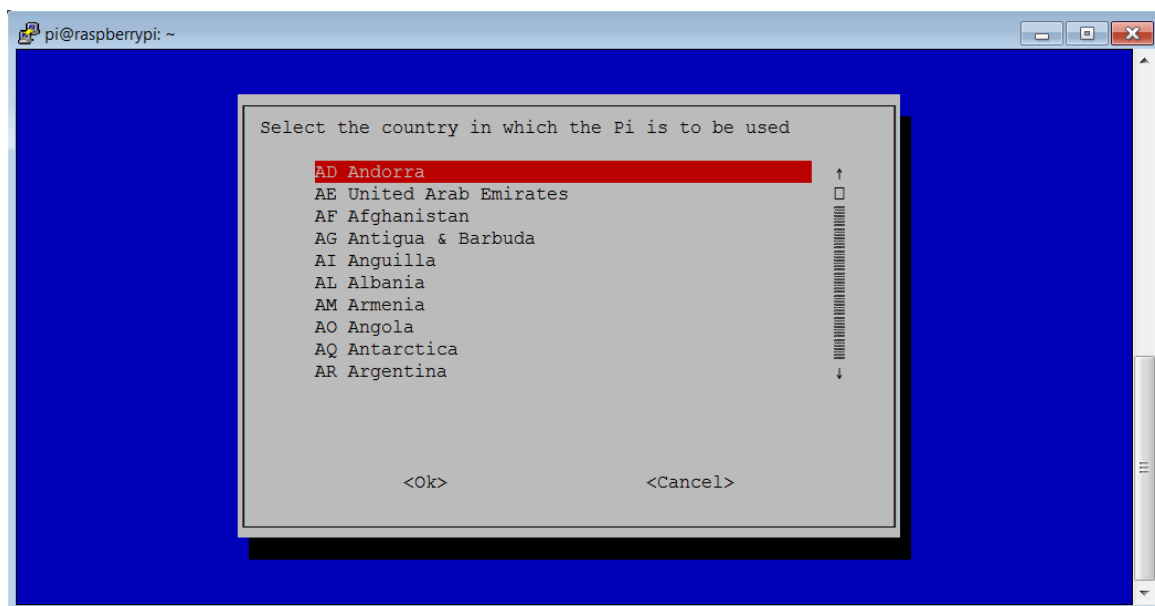 pi@raspberrypi: ~
Select the country in which the Pi is to be used
AD Andorra
AE United Arab Emirates
AF Afghanistan
AG Antigua & Barbuda
AI Anguilla
AL Albania
AM Armenia
AO Angola
AQ Antarctica
AR Argentina
<Ok> <Cancel>